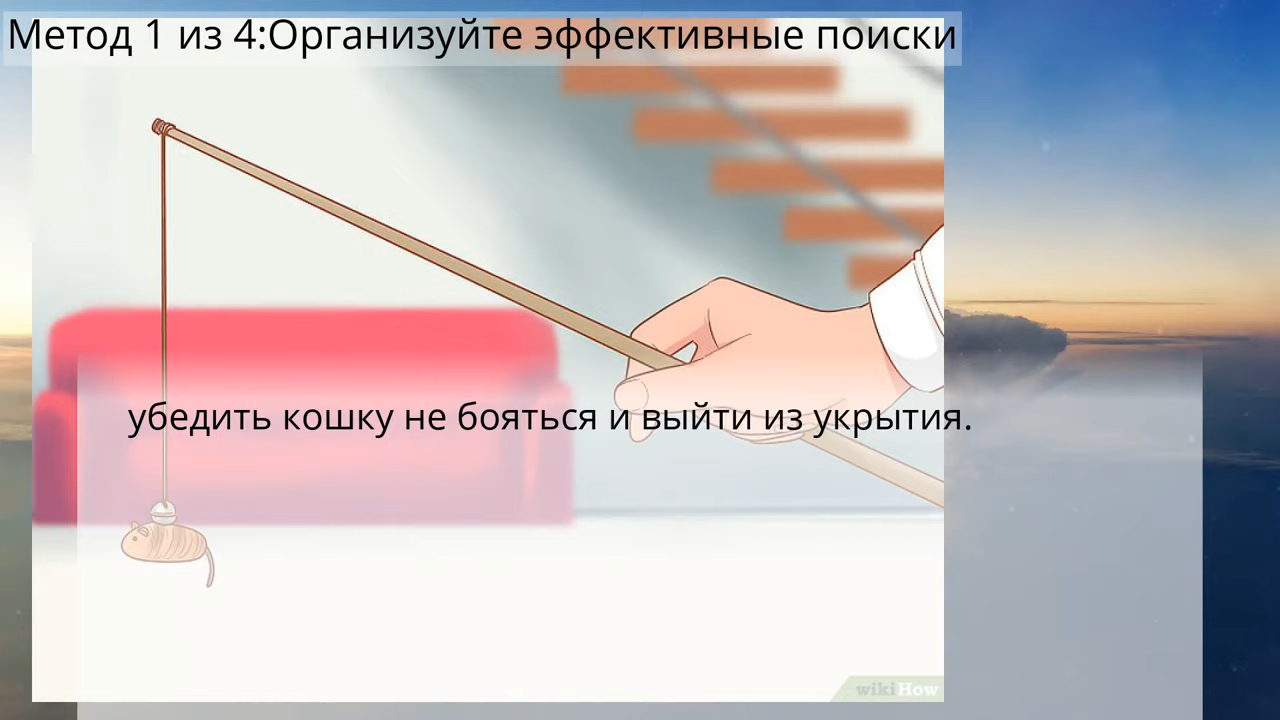 Метод 1 из 4:Организуйте эффективные поиски
убедить кошку не бояться и выйти из укрытия.
wikiHow